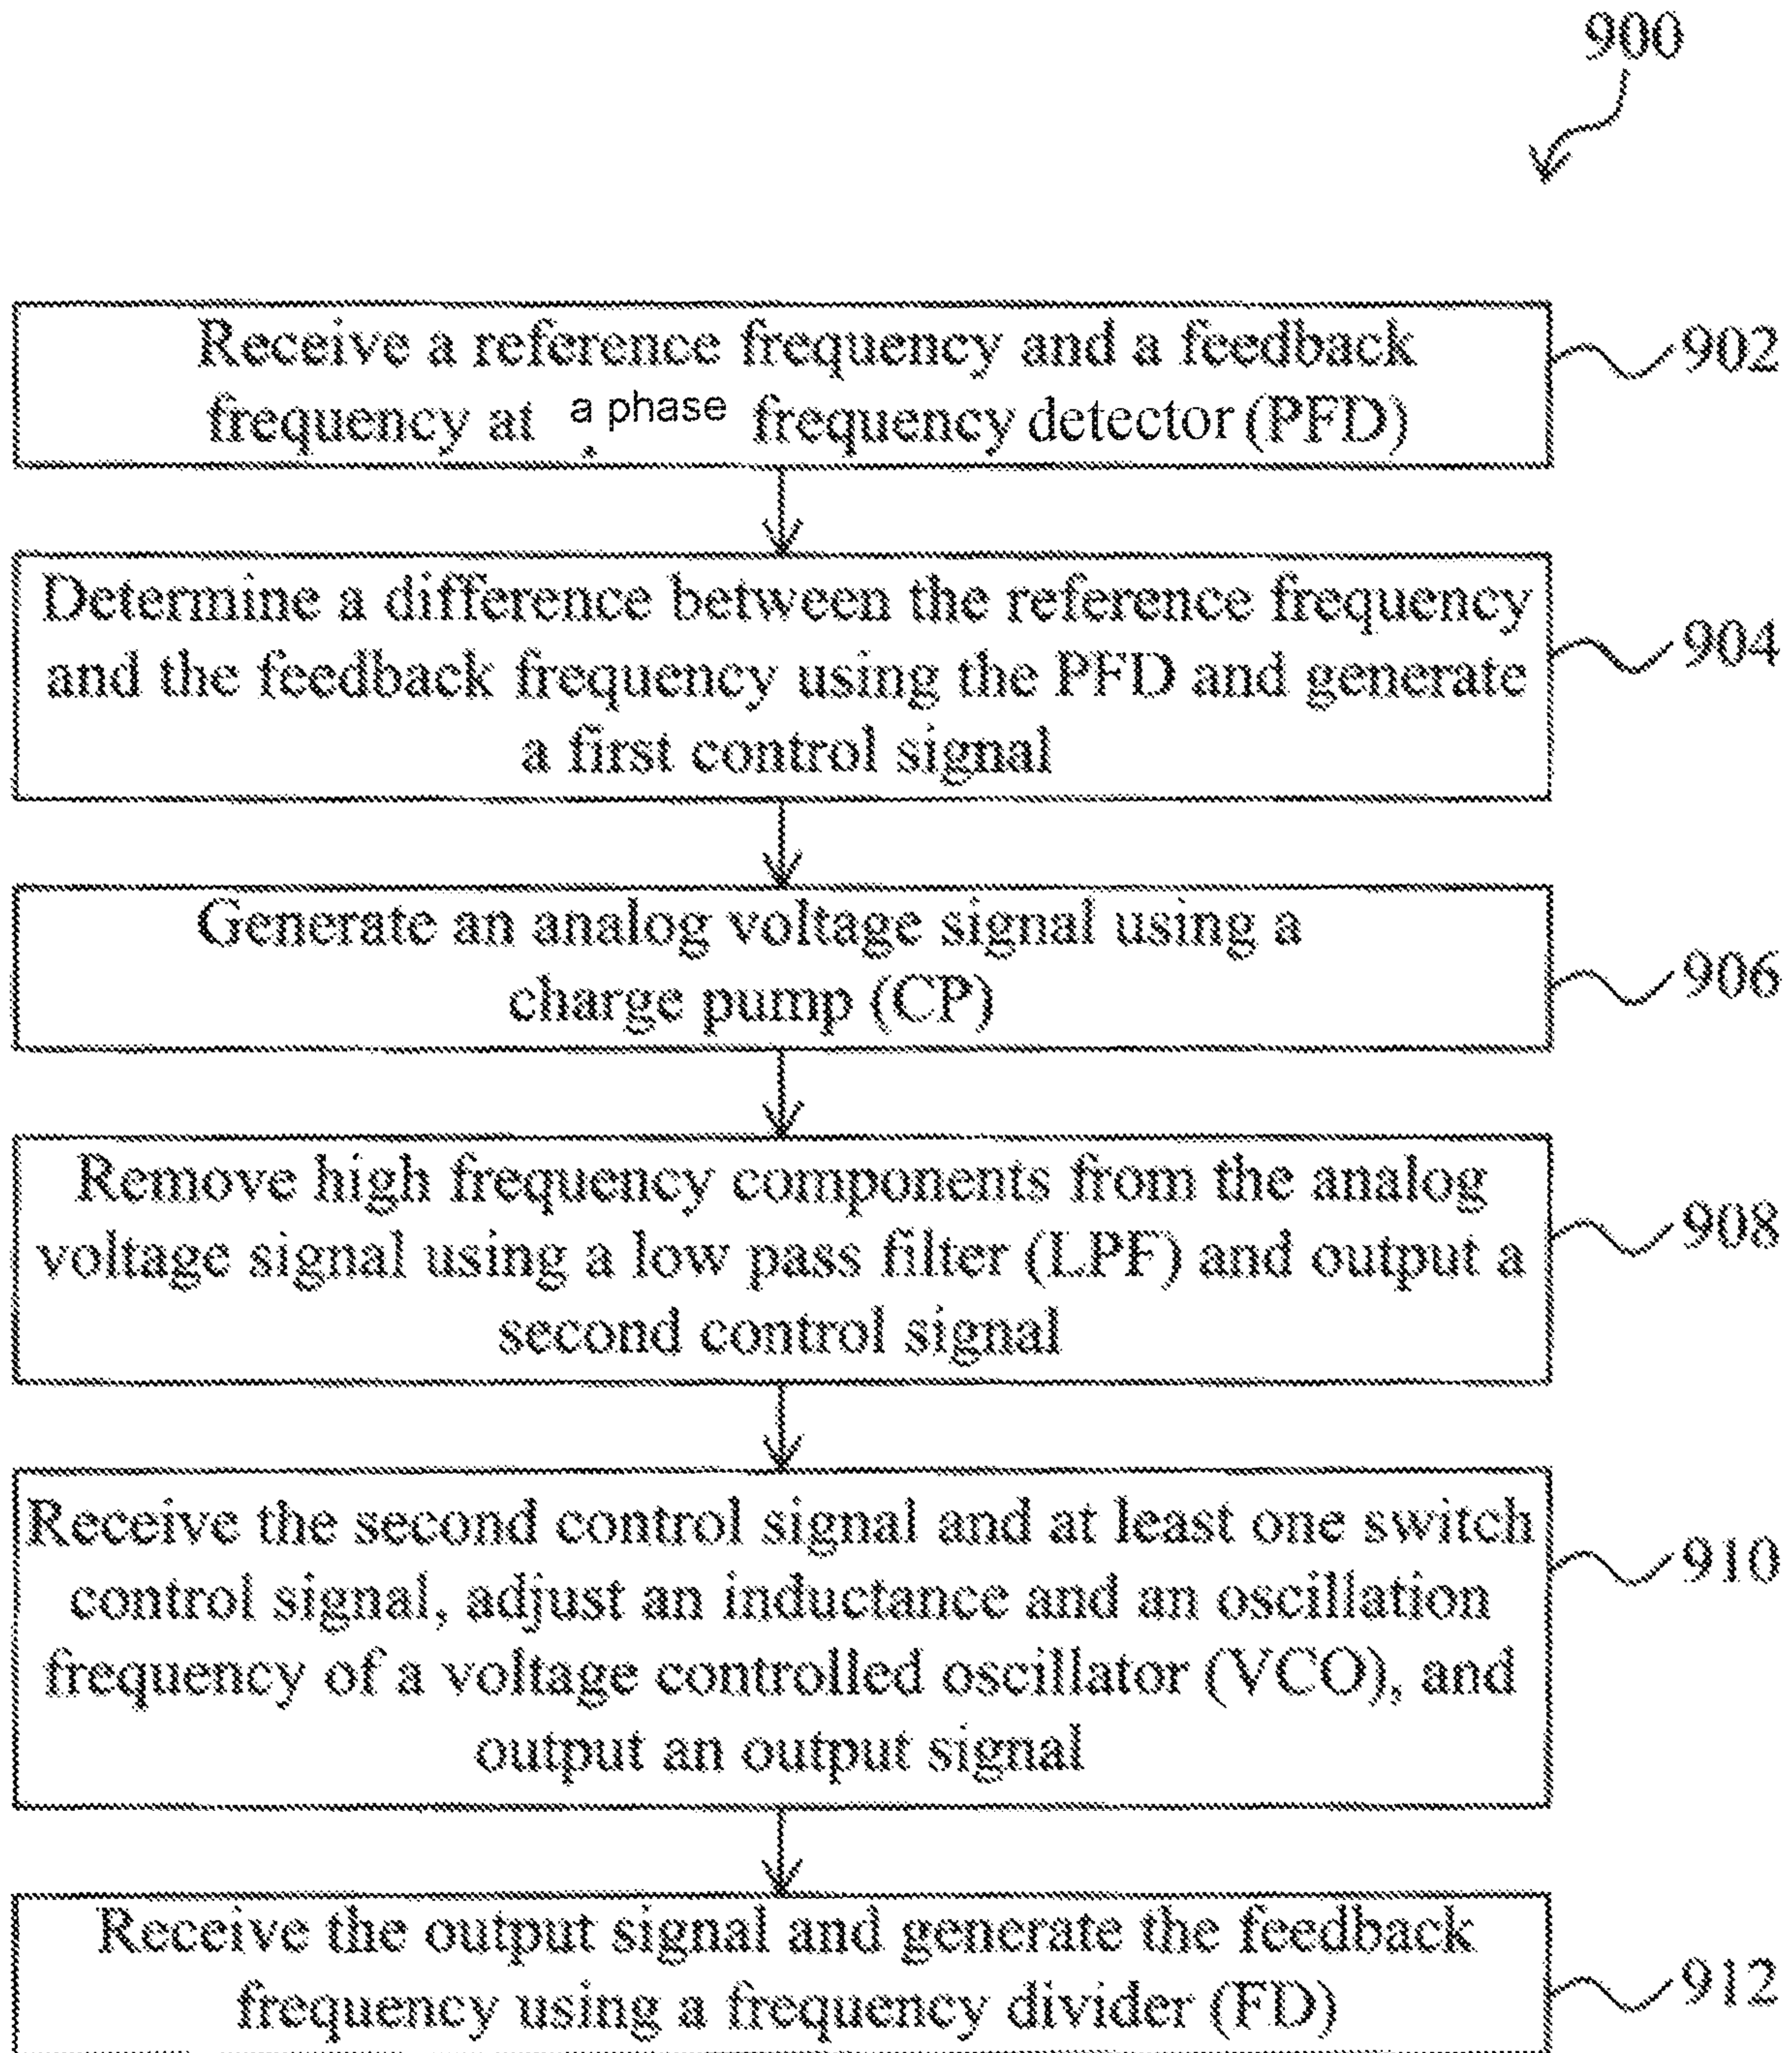 900
Receive a reference frequency and a feedback
frequency at a phase frequency detector (PFD)
902
Determine a difference between the reference frequency
and the feedback frequency using the PFD and generate
a first control signal
904
Generate an analog voltage signal using a
charge pump (CP)
906
Remove high frequency components from the analog
voltage signal using a low pass filter (LPF) and output a
second control signal
908
Receive the second control signal and at least one switch
control signal, adjust an inductance and an oscillation
frequency of a voltage controlled oscillator (VCO), and
output an output signal
910
Receive the output signal and generate the feedback
frequency using a frequency divider (FD)
912